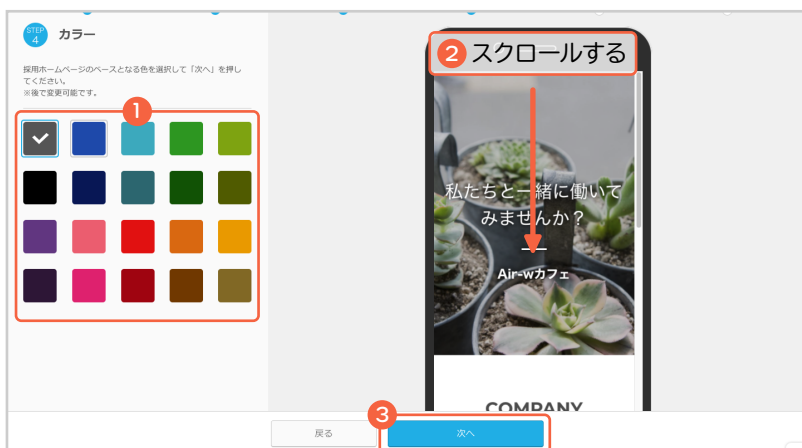 STEP
4
カラー
採用ホームページのベースとなる色を選択して「次へ」を押し
てください。
※後で変更可能です。
1
2 スクロールする
私たちと一緒に働いて
みませんか？
Air-wカフェ
COMPANY
3
戻る
次へ